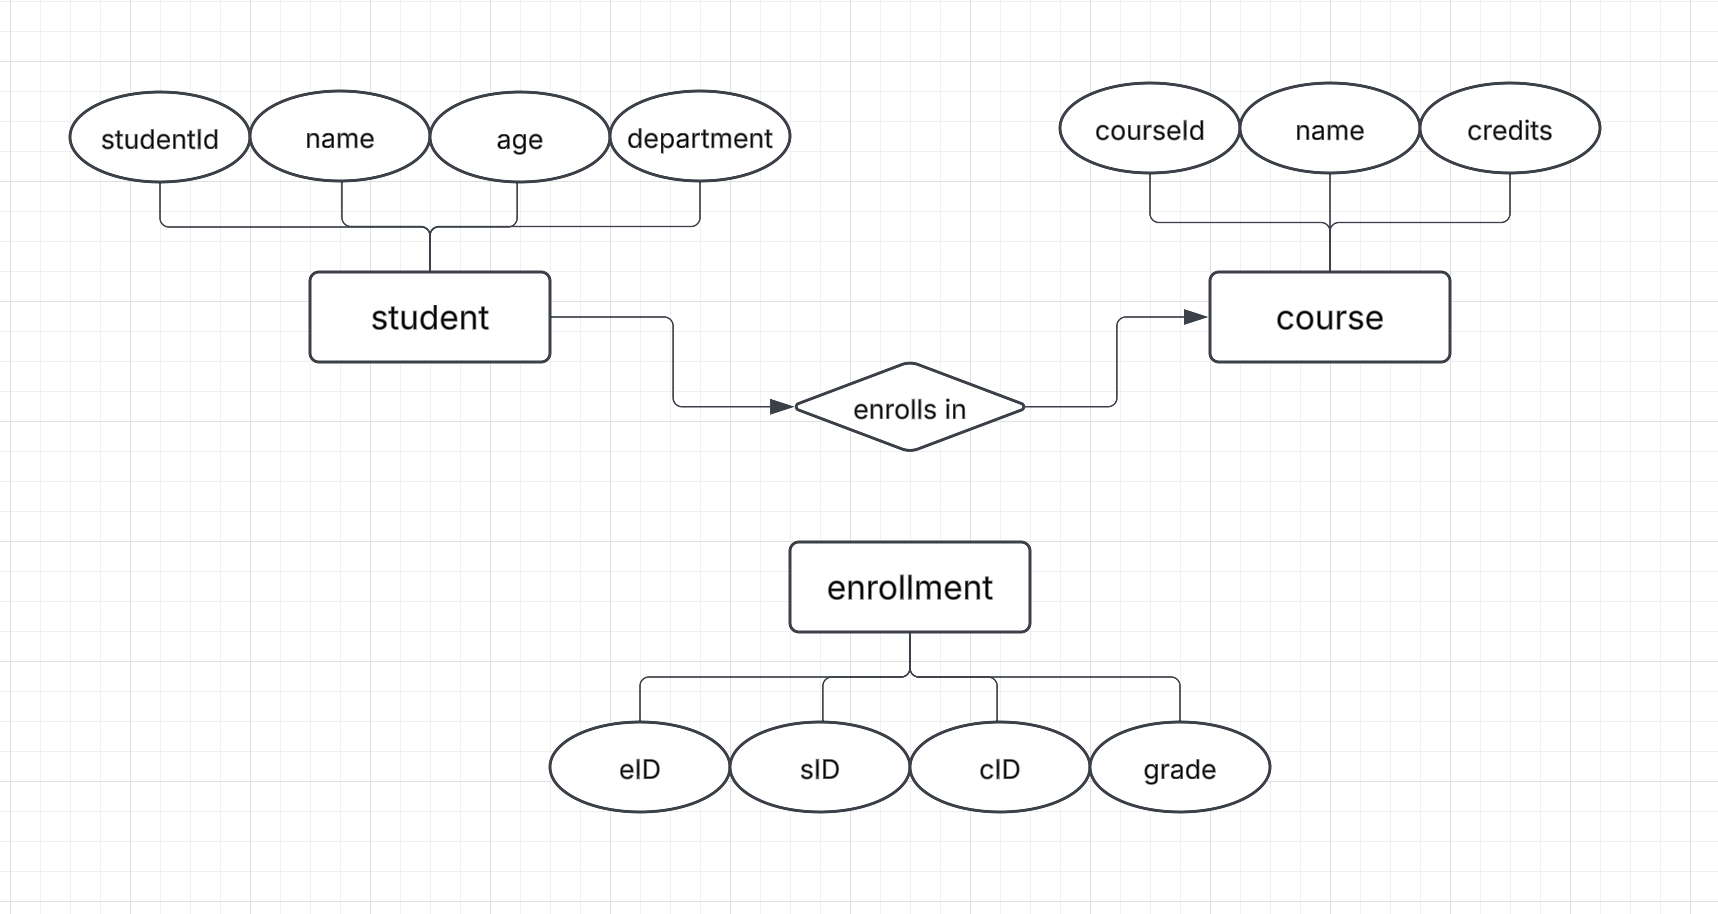 studentId
name
age
department
courseId
name
credits
student
course
enrolls in
enrollment
eID
sID
cID
grade